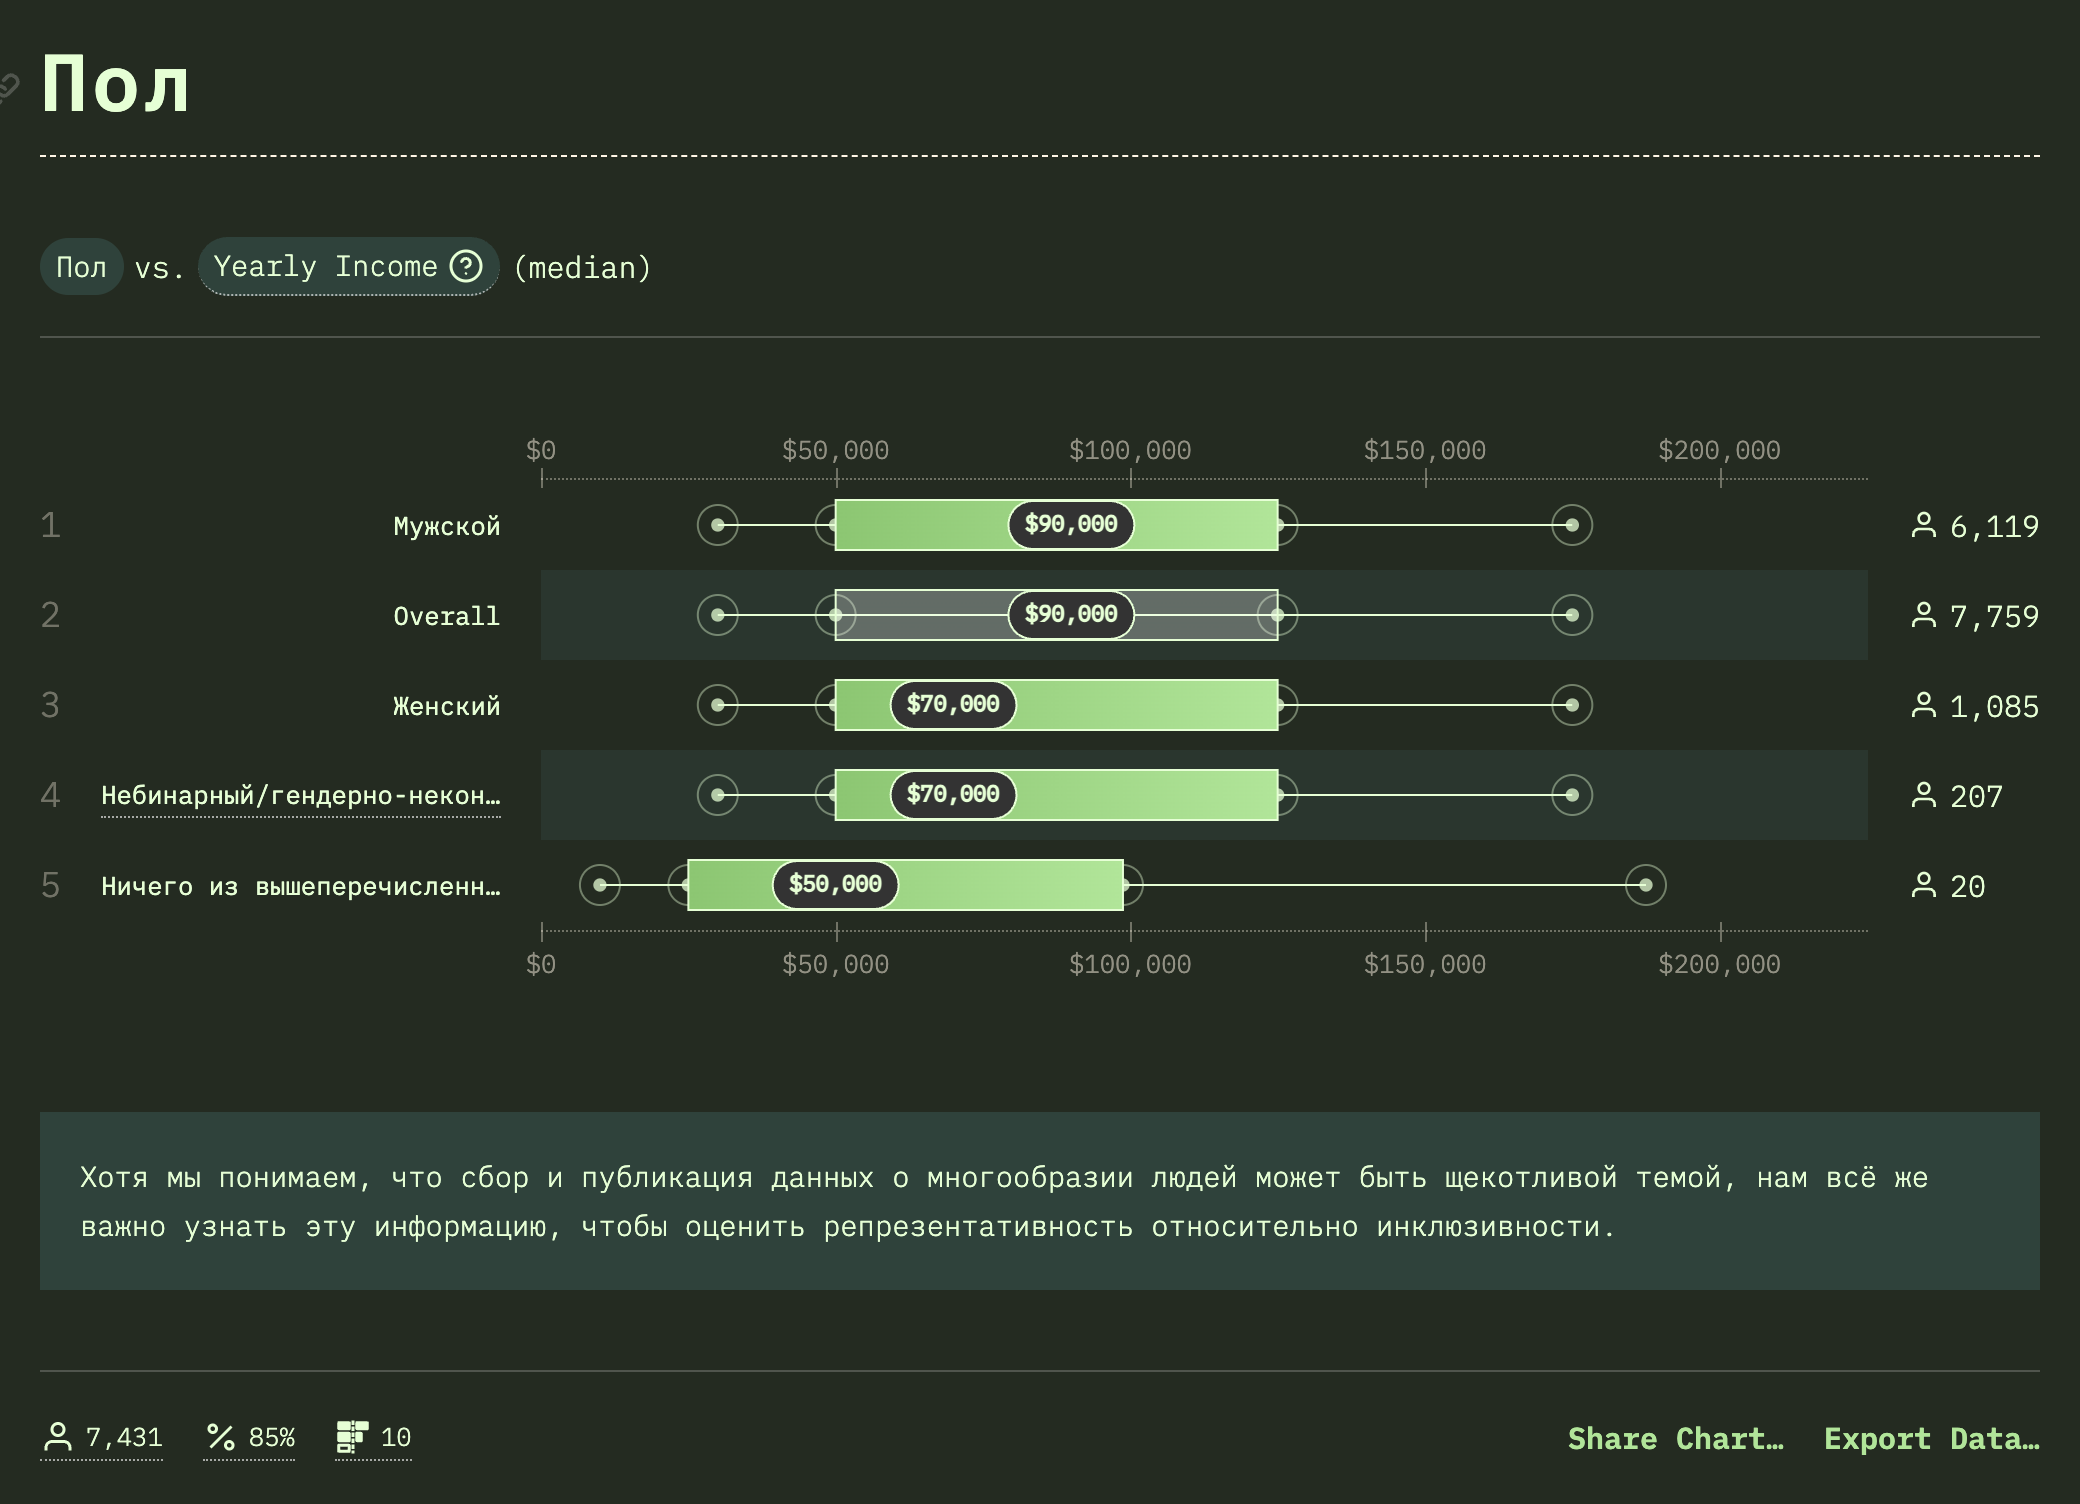 Пол
Пол vs. Yearly Income (median)
$0 $50,000 $100,000 $150,000 $200,000
1 Мужской $90,000 6,119
2 Overall $90,000 7,759
3 Женский $70,000 1,085
4 Небинарный/гендерно-некон… $70,000 207
5 Ничего из вышеперечисленн… $50,000 20
$0 $50,000 $100,000 $150,000 $200,000
Хотя мы понимаем, что сбор и публикация данных о многообразии людей может быть щекотливой темой, нам всё же
важно узнать эту информацию, чтобы оценить репрезентативность относительно инклюзивности.
7,431 85% 10 Share Chart… Export Data…